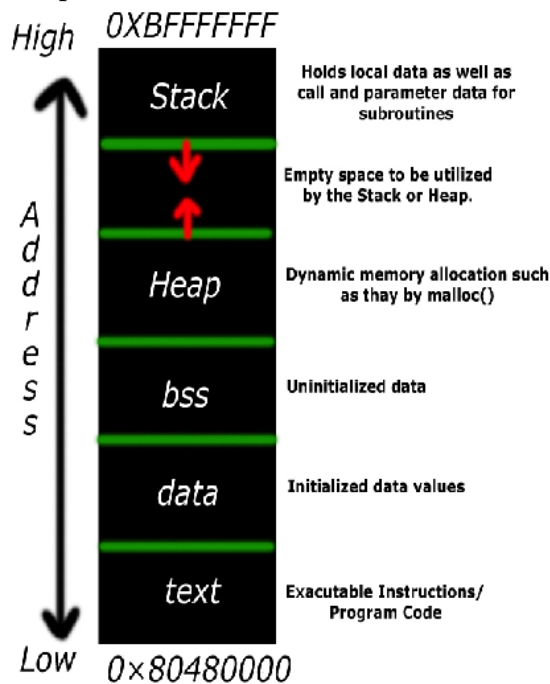 High
0XBFFFFFFF
Stack
Holds local data as well as
call and parameter data for
subroutines
Empty space to be utilized
by the Stack or Heap.
Address
Heap
Dynamic memory allocation such
as thay by malloc()
bss
Uninitialized data
data
Initialized data values
text
Exacutable Instructions/
Program Code
Low
0×80480000